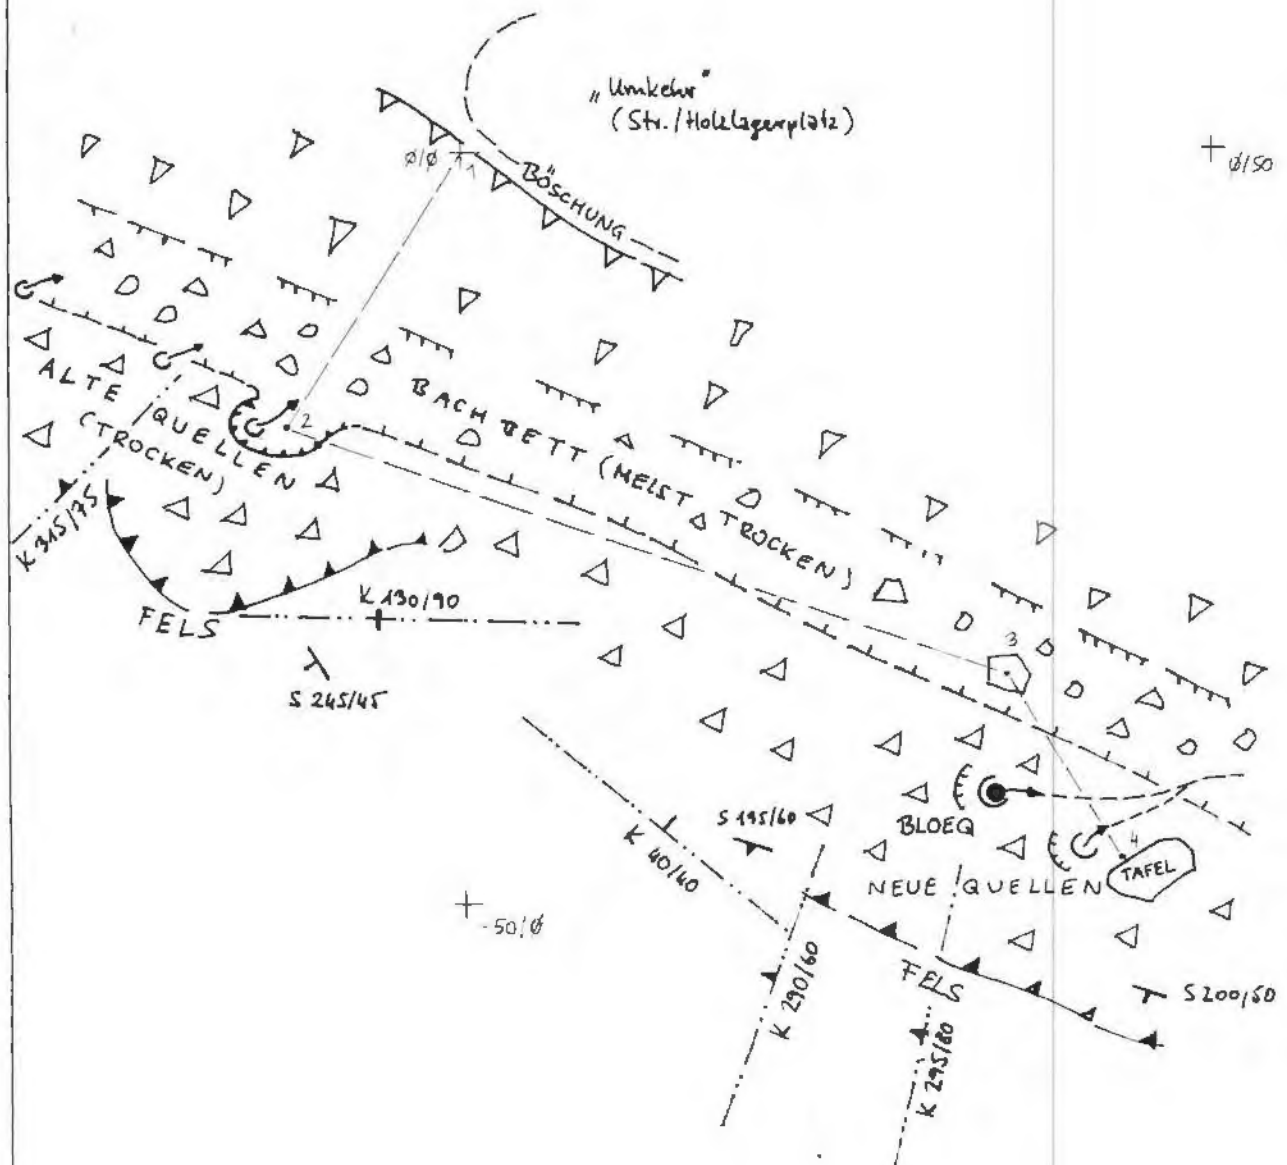 „Umkehr"
(Str./Holzlagerplatz)
Ø/Ø
1
Ø/50
BÖSCHUNG
ALTE QUELLEN
(TROCKEN)
2
BACHBETT (MEIST TROCKEN)
K 315/75
K 130/90
FELS
S 245/45
3
S 195/60
K 40/40
BLOEQ
4
TAFEL
NEUE QUELLEN
-50/Ø
FELS
S 200/50
K 290/60
K 295/80